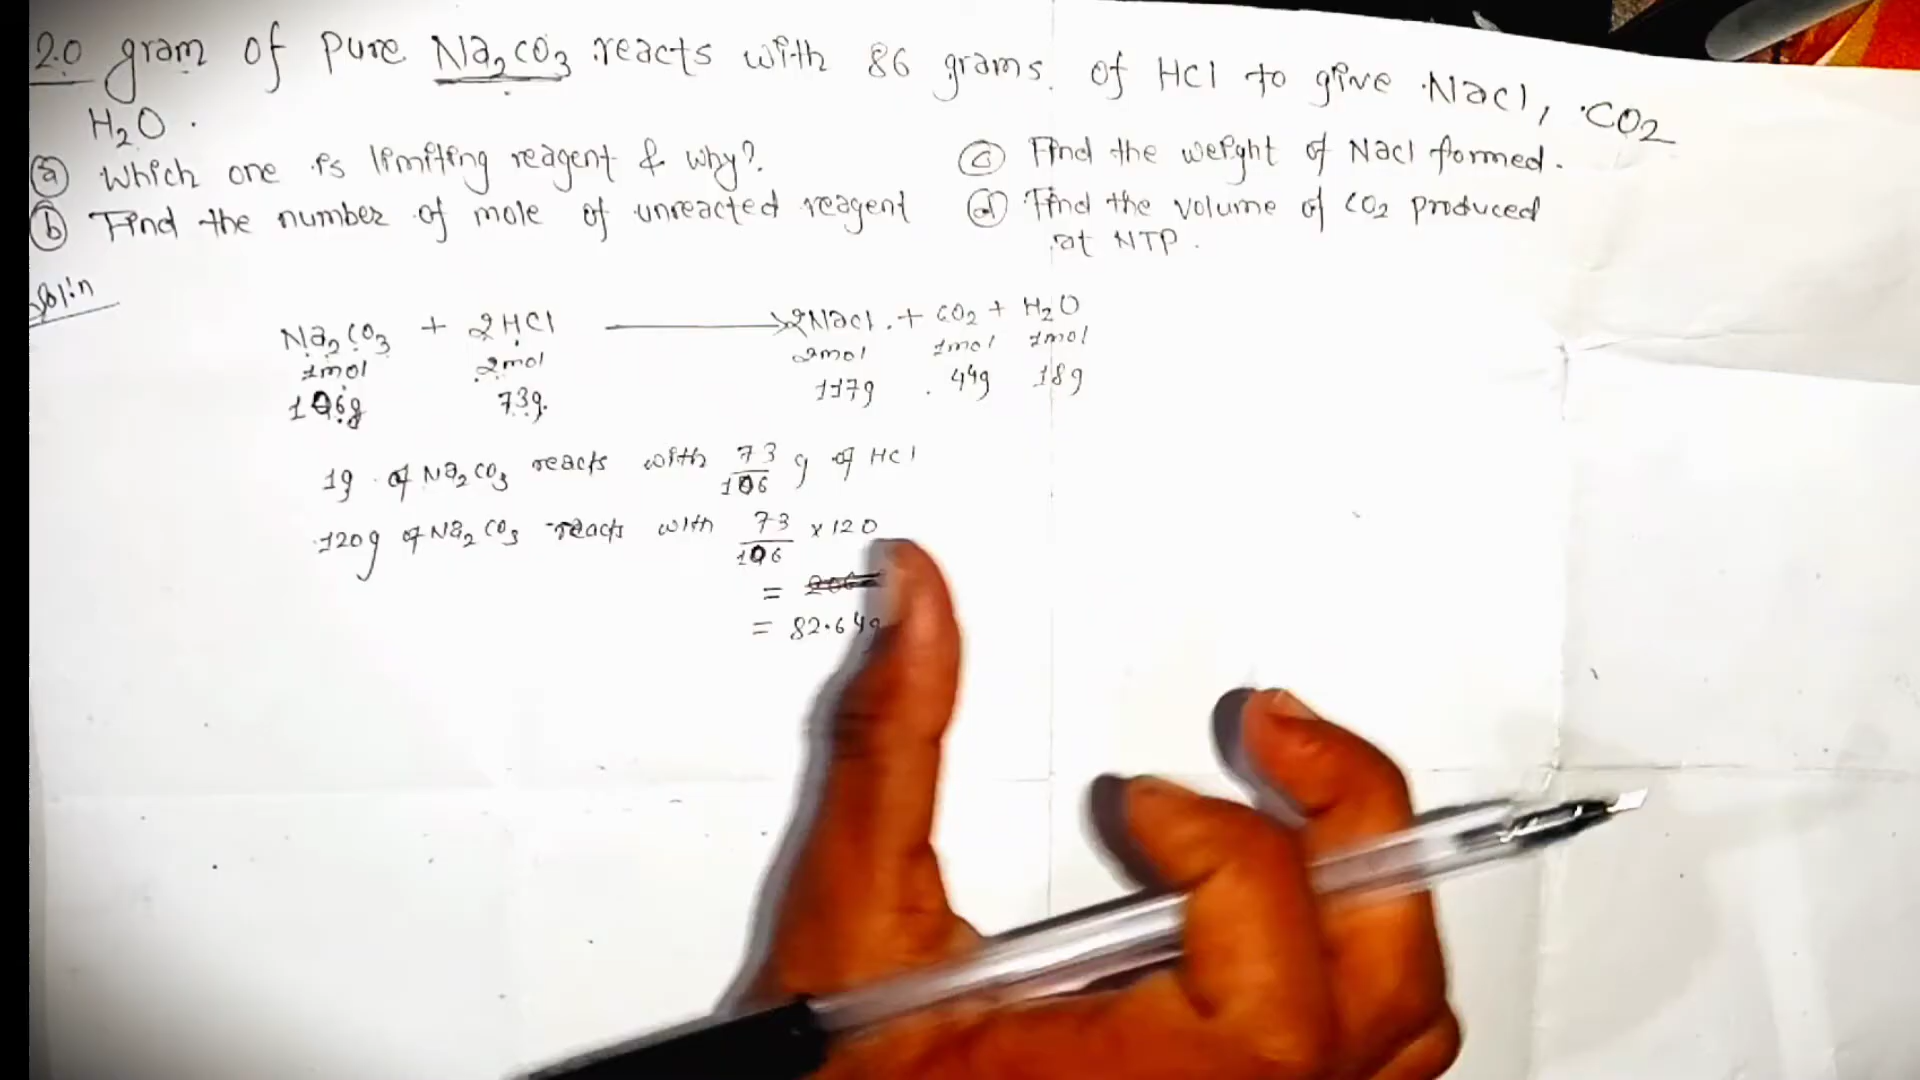 20 gram of pure Na2CO3 reacts with 86 grams of HCl to give NaCl, CO2
H2O.
(a) Which one is limiting reagent & why?
(b) Find the number of mole of unreacted reagent
(c) Find the weight of NaCl formed.
(d) Find the volume of CO2 produced
at NTP.
Sol:n
Na2CO3 + 2HCl → 2NaCl + CO2 + H2O
1mol 2mol 2mol 1mol 1mol
106g 73g. 117g 44g 18g
1g of Na2CO3 reacts with 73/106 g of HCl
120g of Na2CO3 reacts with 73/106 x 120
=
= 82.64g